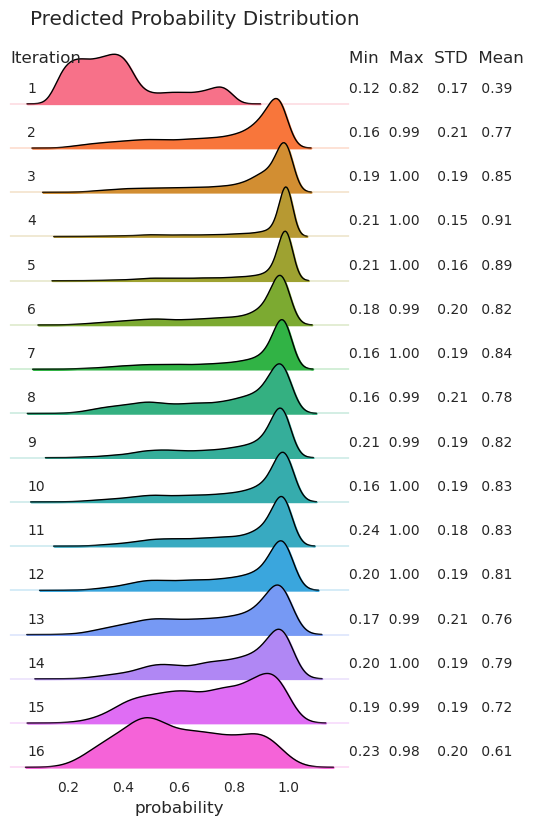 Predicted Probability Distribution
Iteration Min Max STD Mean
1 0.12 0.82 0.17 0.39
2 0.16 0.99 0.21 0.77
3 0.19 1.00 0.19 0.85
4 0.21 1.00 0.15 0.91
5 0.21 1.00 0.16 0.89
6 0.18 0.99 0.20 0.82
7 0.16 1.00 0.19 0.84
8 0.16 0.99 0.21 0.78
9 0.21 0.99 0.19 0.82
10 0.16 1.00 0.19 0.83
11 0.24 1.00 0.18 0.83
12 0.20 1.00 0.19 0.81
13 0.17 0.99 0.21 0.76
14 0.20 1.00 0.19 0.79
15 0.19 0.99 0.19 0.72
16 0.23 0.98 0.20 0.61
0.2 0.4 0.6 0.8 1.0
probability